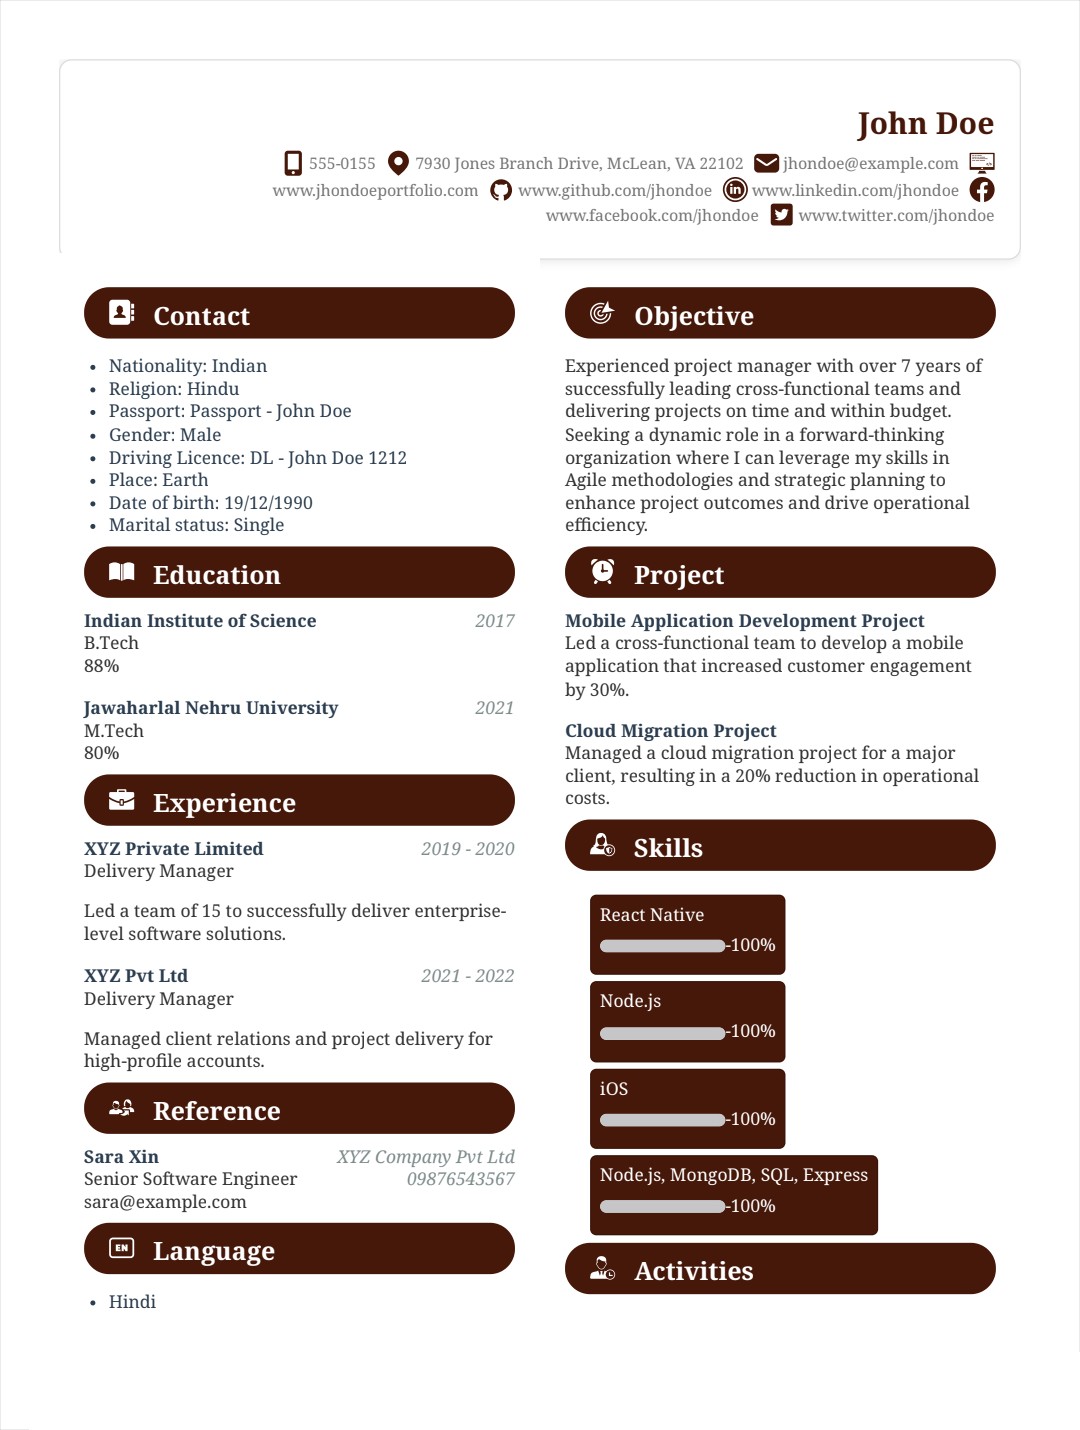 John Doe
555-0155 7930 Jones Branch Drive, McLean, VA 22102 jhondoe@example.com
www.jhondoeportfolio.com www.github.com/jhondoe www.linkedin.com/jhondoe
www.facebook.com/jhondoe www.twitter.com/jhondoe
Contact
• Nationality: Indian
• Religion: Hindu
• Passport: Passport - John Doe
• Gender: Male
• Driving Licence: DL - John Doe 1212
• Place: Earth
• Date of birth: 19/12/1990
• Marital status: Single
Education
Indian Institute of Science 2017
B.Tech
88%
Jawaharlal Nehru University 2021
M.Tech
80%
Experience
XYZ Private Limited 2019 - 2020
Delivery Manager
Led a team of 15 to successfully deliver enterprise-
level software solutions.
XYZ Pvt Ltd 2021 - 2022
Delivery Manager
Managed client relations and project delivery for
high-profile accounts.
Reference
Sara Xin XYZ Company Pvt Ltd
Senior Software Engineer 09876543567
sara@example.com
EN Language
• Hindi
Objective
Experienced project manager with over 7 years of
successfully leading cross-functional teams and
delivering projects on time and within budget.
Seeking a dynamic role in a forward-thinking
organization where I can leverage my skills in
Agile methodologies and strategic planning to
enhance project outcomes and drive operational
efficiency.
Project
Mobile Application Development Project
Led a cross-functional team to develop a mobile
application that increased customer engagement
by 30%.
Cloud Migration Project
Managed a cloud migration project for a major
client, resulting in a 20% reduction in operational
costs.
Skills
React Native
-100%
Node.js
-100%
iOS
-100%
Node.js, MongoDB, SQL, Express
-100%
Activities